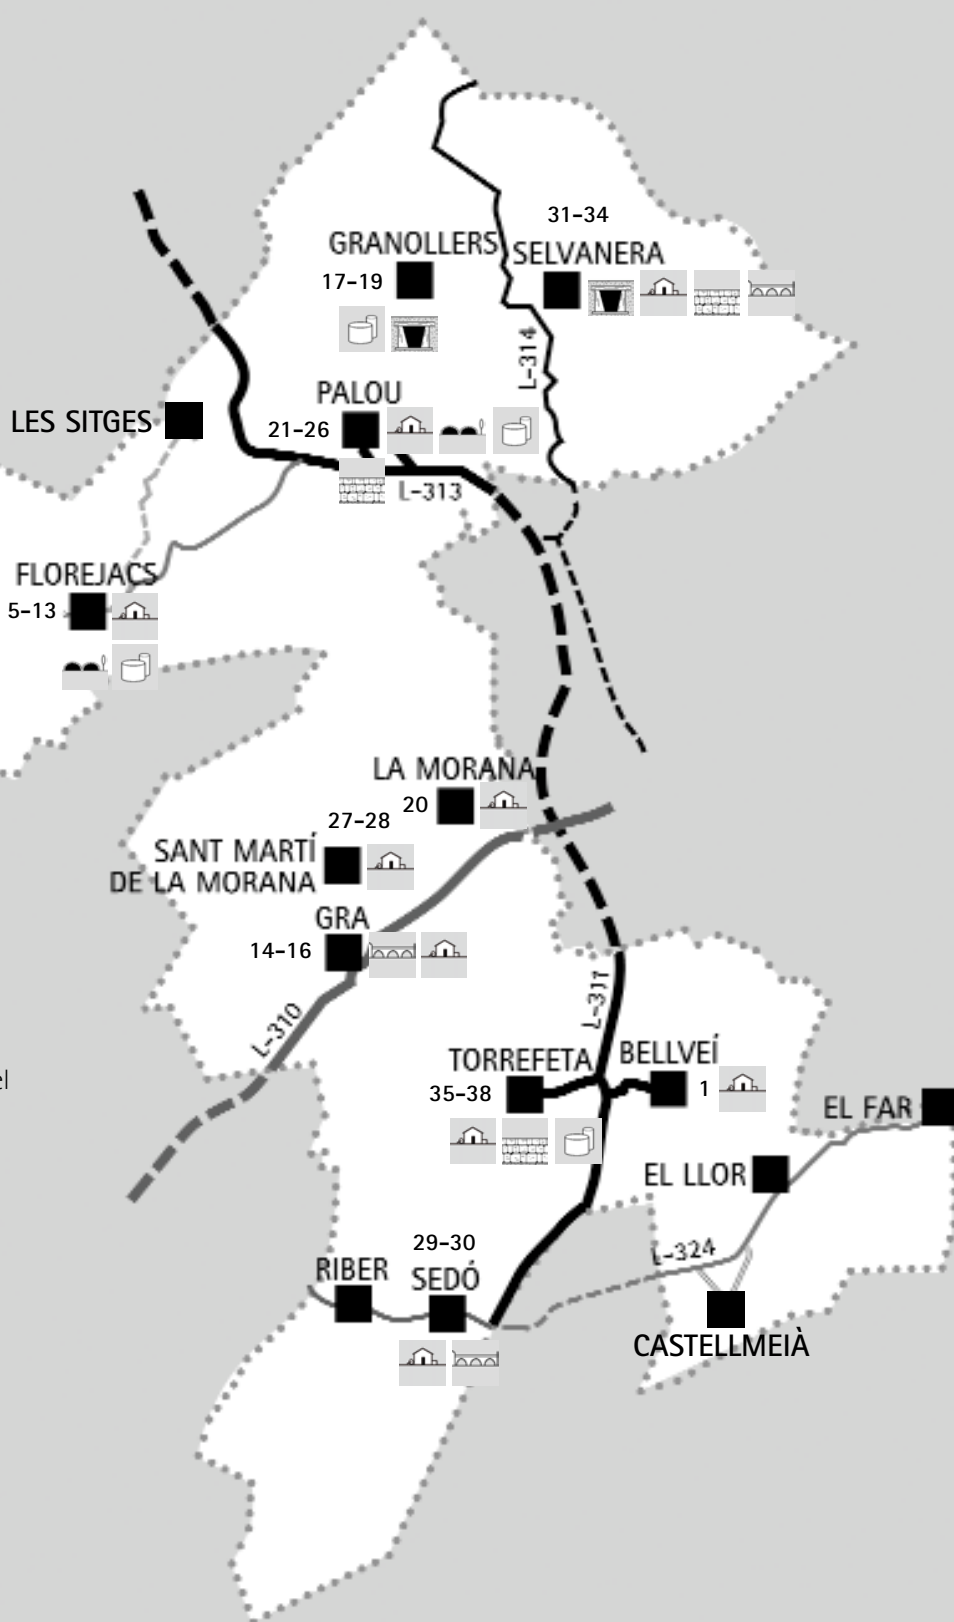 31-34
GRANOLLERS
SELVANERA
17-19
L-314
PALOU
LES SITGES
21-26
L-313
FLOREJACS
5-13
LA MORANA
20
27-28
SANT MARTÍ
DE LA MORANA
GRA
14-16
L-311
L-310
TORREFETA
BELLVEÍ
el
35-38
1
EL FAR
EL LLOR
29-30
L-324
RIBER
SEDÓ
CASTELLMEIÀ